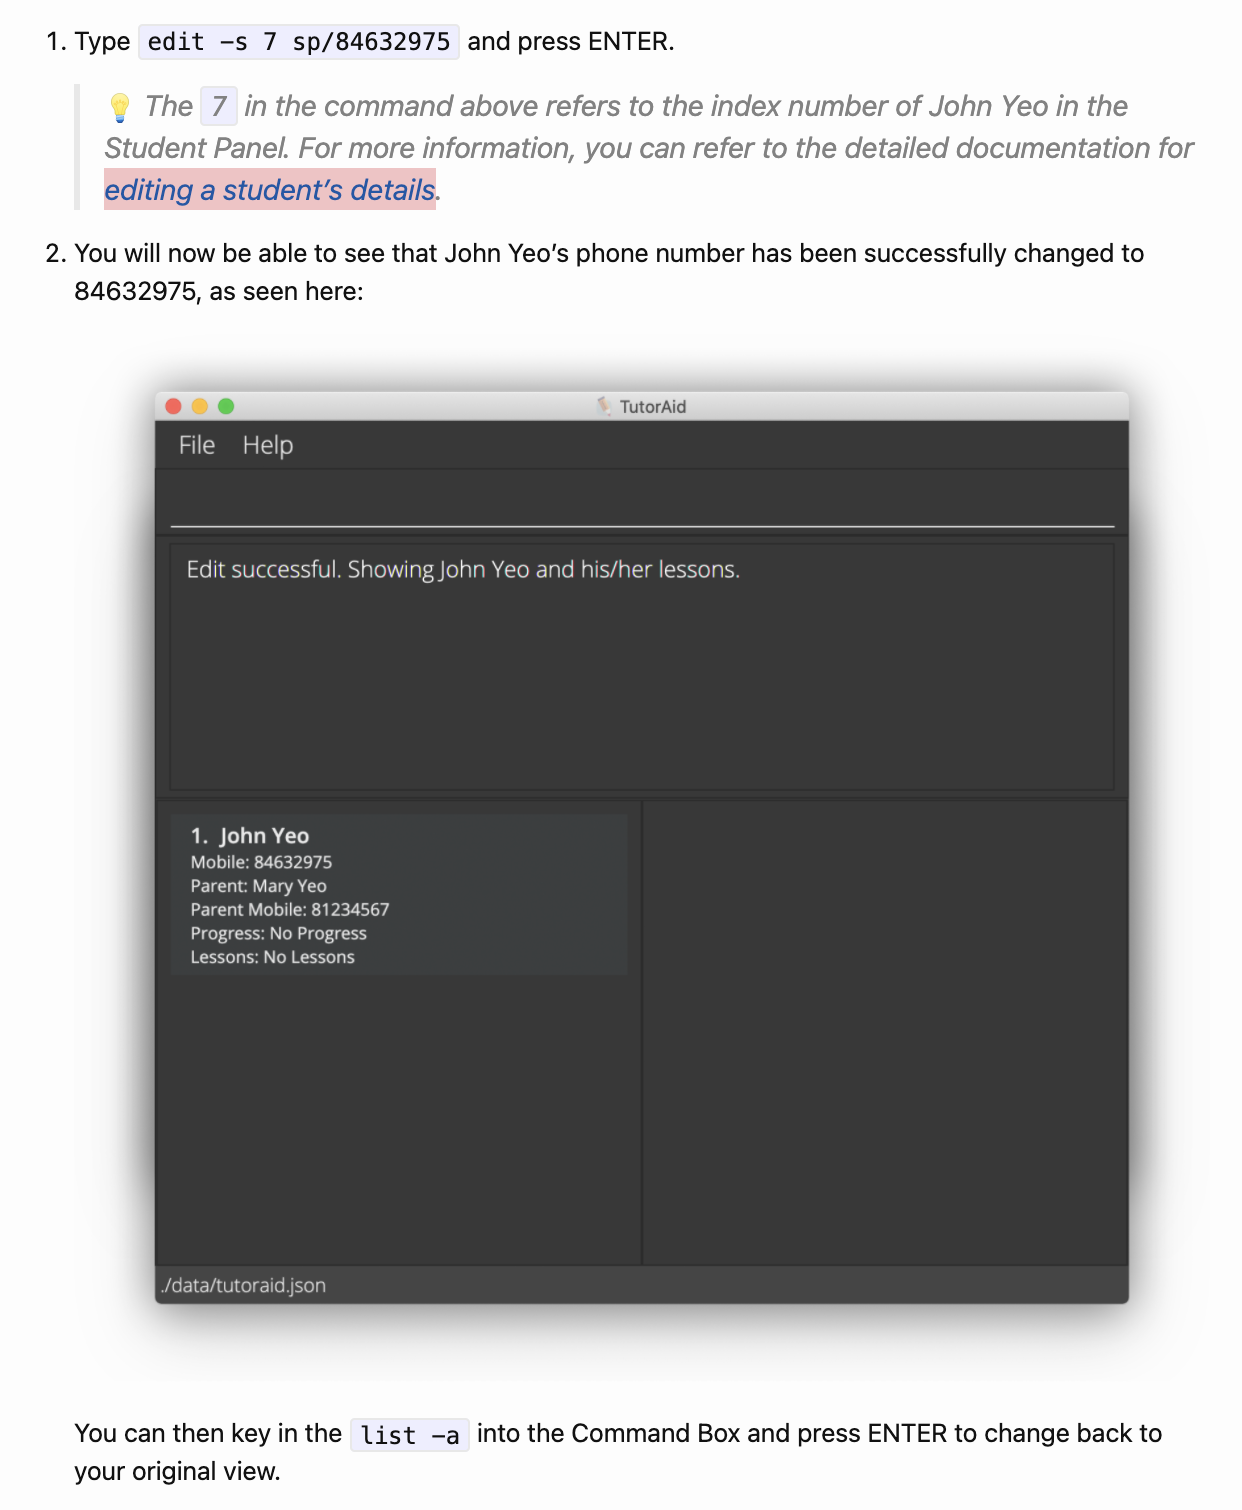 1. Type edit -s 7 sp/84632975 and press ENTER.
💡 The 7 in the command above refers to the index number of John Yeo in the
Student Panel. For more information, you can refer to the detailed documentation for
editing a student’s details.
2. You will now be able to see that John Yeo’s phone number has been successfully changed to
84632975, as seen here:
TutorAid
File Help
Edit successful. Showing John Yeo and his/her lessons.
1. John Yeo
Mobile: 84632975
Parent: Mary Yeo
Parent Mobile: 81234567
Progress: No Progress
Lessons: No Lessons
./data/tutoraid.json
You can then key in the list -a into the Command Box and press ENTER to change back to
your original view.